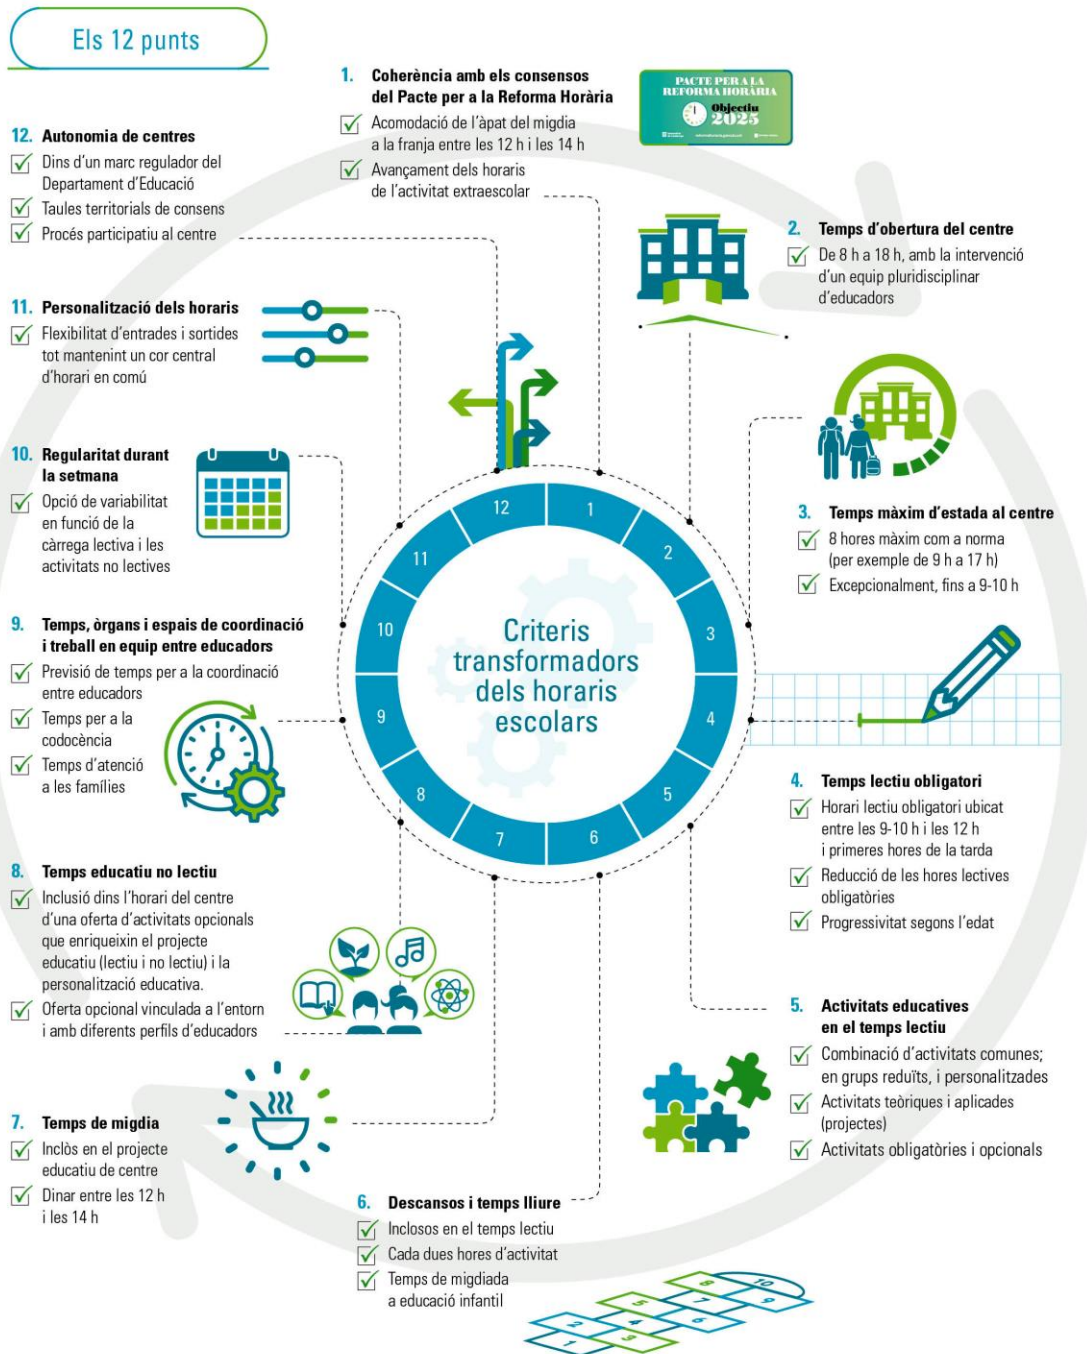 Els 12 punts
1. Coherència amb els consensos
del Pacte per a la Reforma Horària
Acomodació de l'àpat del migdia
a la franja entre les 12 h i les 14 h
Avançament dels horaris
de l'activitat extraescolar
PACTE PER A LA
REFORMA HORÀRIA
Objectiu
2025
2. Temps d'obertura del centre
De 8 h a 18 h, amb la intervenció
d'un equip pluridisciplinar
d'educadors
3. Temps màxim d'estada al centre
8 hores màxim com a norma
(per exemple de 9 h a 17 h)
Excepcionalment, fins a 9-10 h
4. Temps lectiu obligatori
Horari lectiu obligatori ubicat
entre les 9-10 h i les 12 h
i primeres hores de la tarda
Reducció de les hores lectives
obligatòries
Progressivitat segons l'edat
5. Activitats educatives
en el temps lectiu
Combinació d'activitats comunes;
en grups reduïts, i personalitzades
Activitats teòriques i aplicades
(projectes)
Activitats obligatòries i opcionals
6. Descansos i temps lliure
Inclosos en el temps lectiu
Cada dues hores d'activitat
Temps de migdiada
a educació infantil
7. Temps de migdia
Inclòs en el projecte
educatiu de centre
Dinar entre les 12 h
i les 14 h
8. Temps educatiu no lectiu
Inclusió dins l'horari del centre
d'una oferta d'activitats opcionals
que enriqueixin el projecte
educatiu (lectiu i no lectiu) i la
personalització educativa.
Oferta opcional vinculada a l'entorn
i amb diferents perfils d'educadors
9. Temps, òrgans i espais de coordinació
i treball en equip entre educadors
Previsió de temps per a la coordinació
entre educadors
Temps per a la
codocència
Temps d'atenció
a les famílies
10. Regularitat durant
la setmana
Opció de variabilitat
en funció de la
càrrega lectiva i les
activitats no lectives
11. Personalització dels horaris
Flexibilitat d'entrades i sortides
tot mantenint un cor central
d'horari en comú
12. Autonomia de centres
Dins d'un marc regulador del
Departament d'Educació
Taules territorials de consens
Procés participatiu al centre
Criteris
transformadors
dels horaris
escolars
1
2
3
4
5
6
7
8
9
10
11
12
1
2
3
4
5
6
7
8
9
10